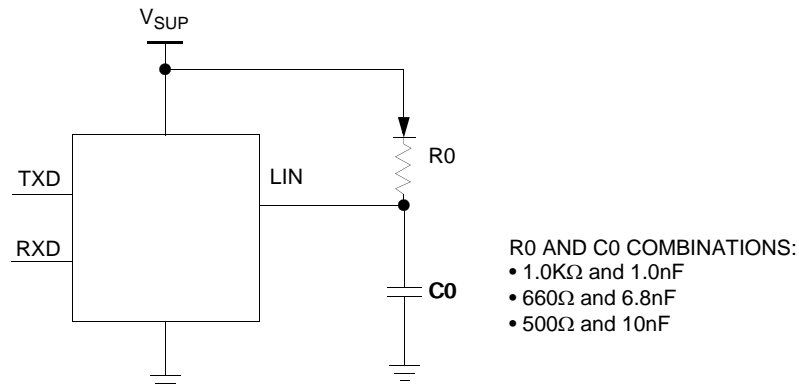 V_SUP
R0
TXD
LIN
RXD
C0
R0 AND C0 COMBINATIONS:
• 1.0KΩ and 1.0nF
• 660Ω and 6.8nF
• 500Ω and 10nF